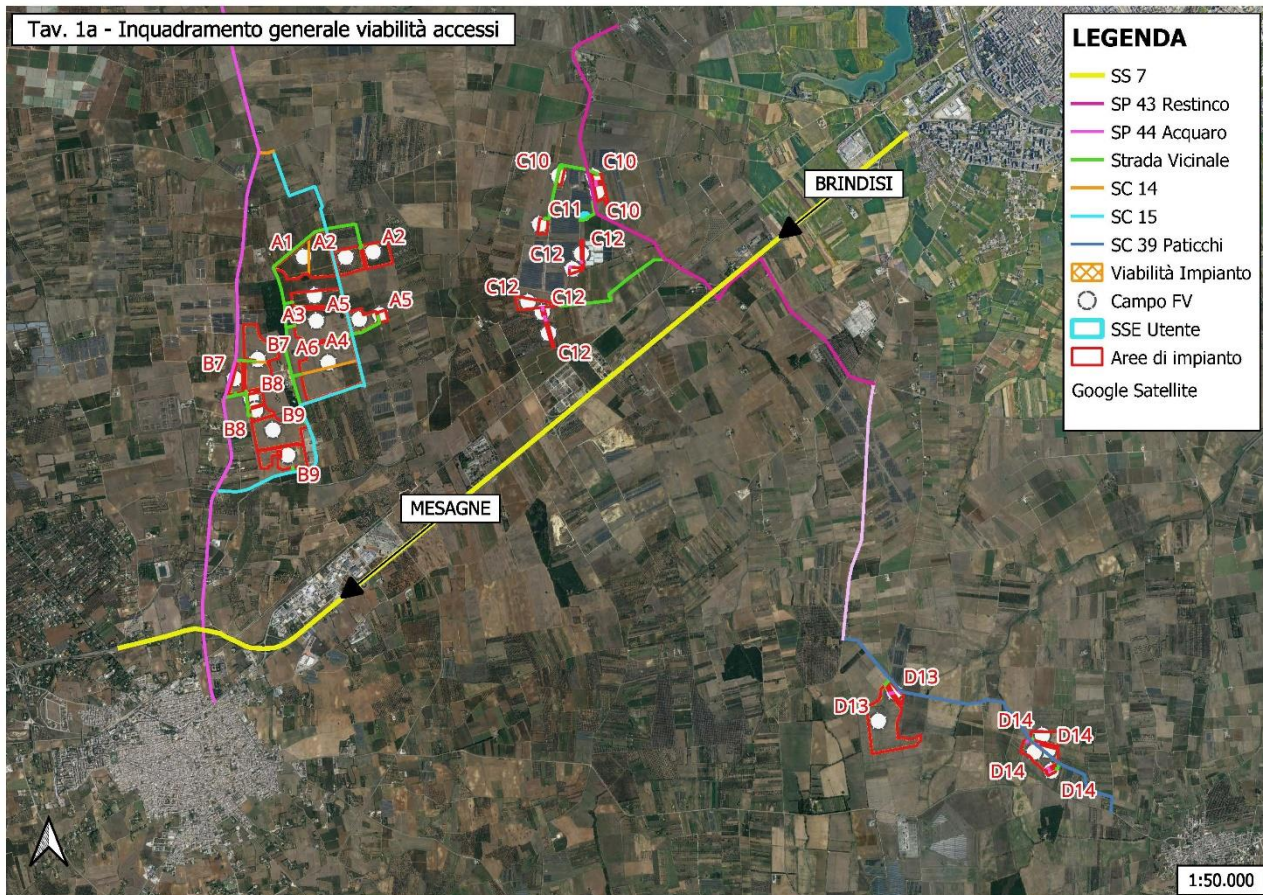 Tav. 1a - Inquadramento generale viabilità accessi
LEGENDA
SS 7
SP 43 Restinco
SP 44 Acquaro
Strada Vicinale
SC 14
SC 15
SC 39 Paticchi
Viabilità Impianto
Campo FV
SSE Utente
Aree di impianto
Google Satellite
BRINDISI
MESAGNE
C10
C10
C10
C11
C12
C12
C12
C12
A1
A2
A2
A5
A5
A3
A6
A4
B7
B7
B8
B8
B9
B9
D13
D13
D14
D14
D14
D14
1:50.000